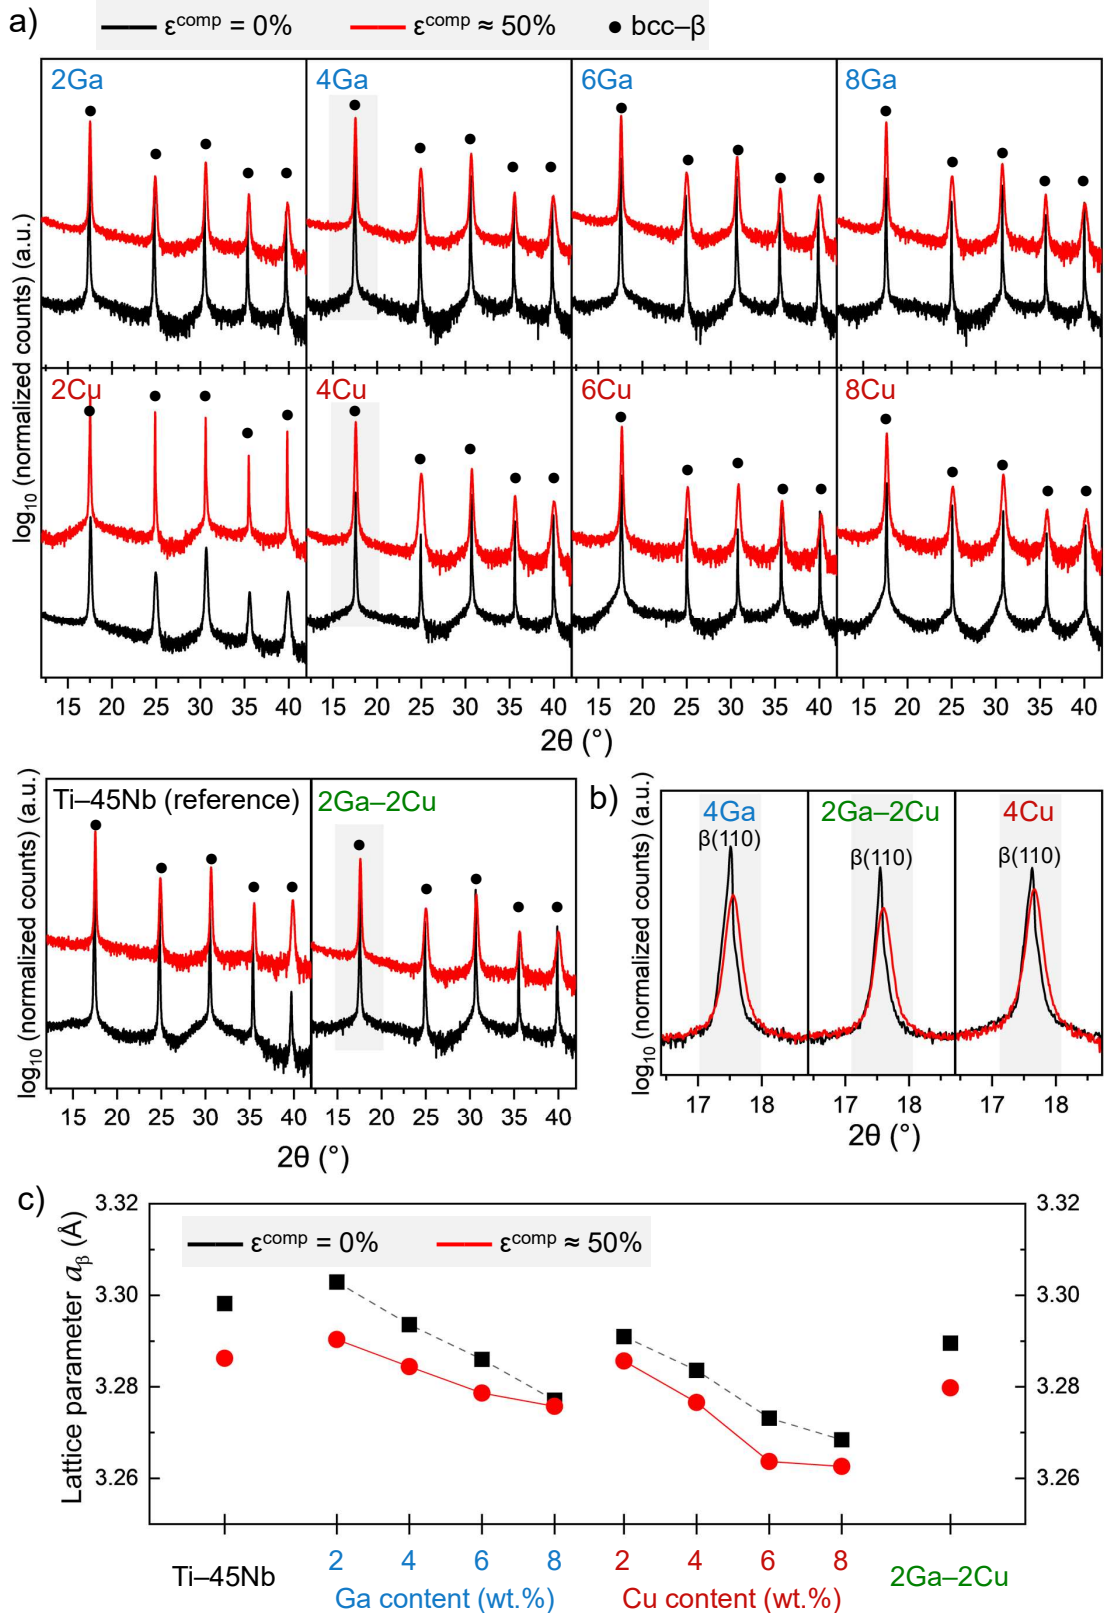 a)
εᶜᵒᵐᵖ = 0% εᶜᵒᵐᵖ ≈ 50% ● bcc–β
2Ga 4Ga 6Ga 8Ga
2Cu 4Cu 6Cu 8Cu
log₁₀ (normalized counts) (a.u.)
15 20 25 30 35 40 15 20 25 30 35 40 15 20 25 30 35 40 15 20 25 30 35 40
2θ (°)
Ti–45Nb (reference) 2Ga–2Cu
log₁₀ (normalized counts) (a.u.)
15 20 25 30 35 40 15 20 25 30 35 40
2θ (°)
b)
4Ga 2Ga–2Cu 4Cu
β(110) β(110) β(110)
log₁₀ (normalized counts) (a.u.)
17 18 17 18 17 18
2θ (°)
c)
εᶜᵒᵐᵖ = 0% εᶜᵒᵐᵖ ≈ 50%
Lattice parameter aᵦ (Å)
3.32 3.32
3.30 3.30
3.28 3.28
3.26 3.26
2 4 6 8 2 4 6 8
Ti–45Nb Ga content (wt.%) Cu content (wt.%) 2Ga–2Cu